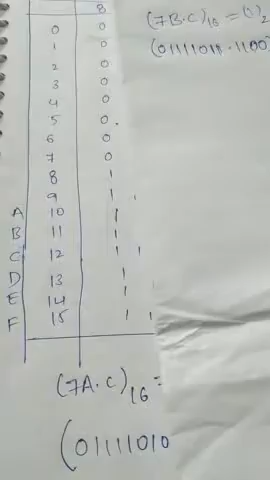 8
(7B.C)₁₆ = ( )₂
(01111011.1100)
0 0
1 0
2 0
3 0
4 0
5 0
6 0
7 0
8 1
9 1
A 10 1
B 11 1
C 12 1 1
D 13 1
E 14 1
F 15 1 1
(7A.C)₁₆ =
(01111010